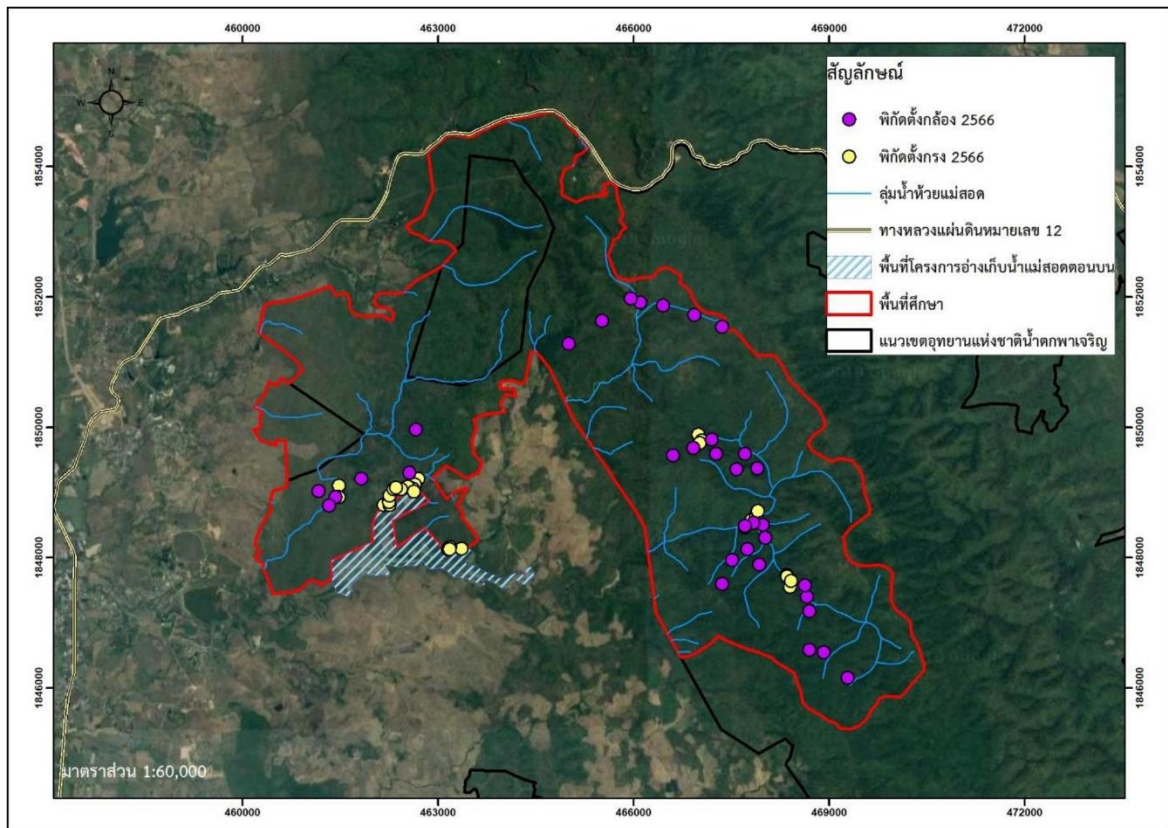 460000 463000 466000 469000 472000
N
W E
S
สัญลักษณ์
พิกัดตั้งกล้อง 2566
พิกัดตั้งกรง 2566
ลุ่มน้ำห้วยแม่สอด
ทางหลวงแผ่นดินหมายเลข 12
พื้นที่โครงการอ่างเก็บน้ำแม่สอดตอนบน
พื้นที่ศึกษา
แนวเขตอุทยานแห่งชาติน้ำตกพาเจริญ
1854000 1854000
1852000 1852000
1850000 1850000
1848000 1848000
1846000 1846000
มาตราส่วน 1:60,000
460000 463000 466000 469000 472000